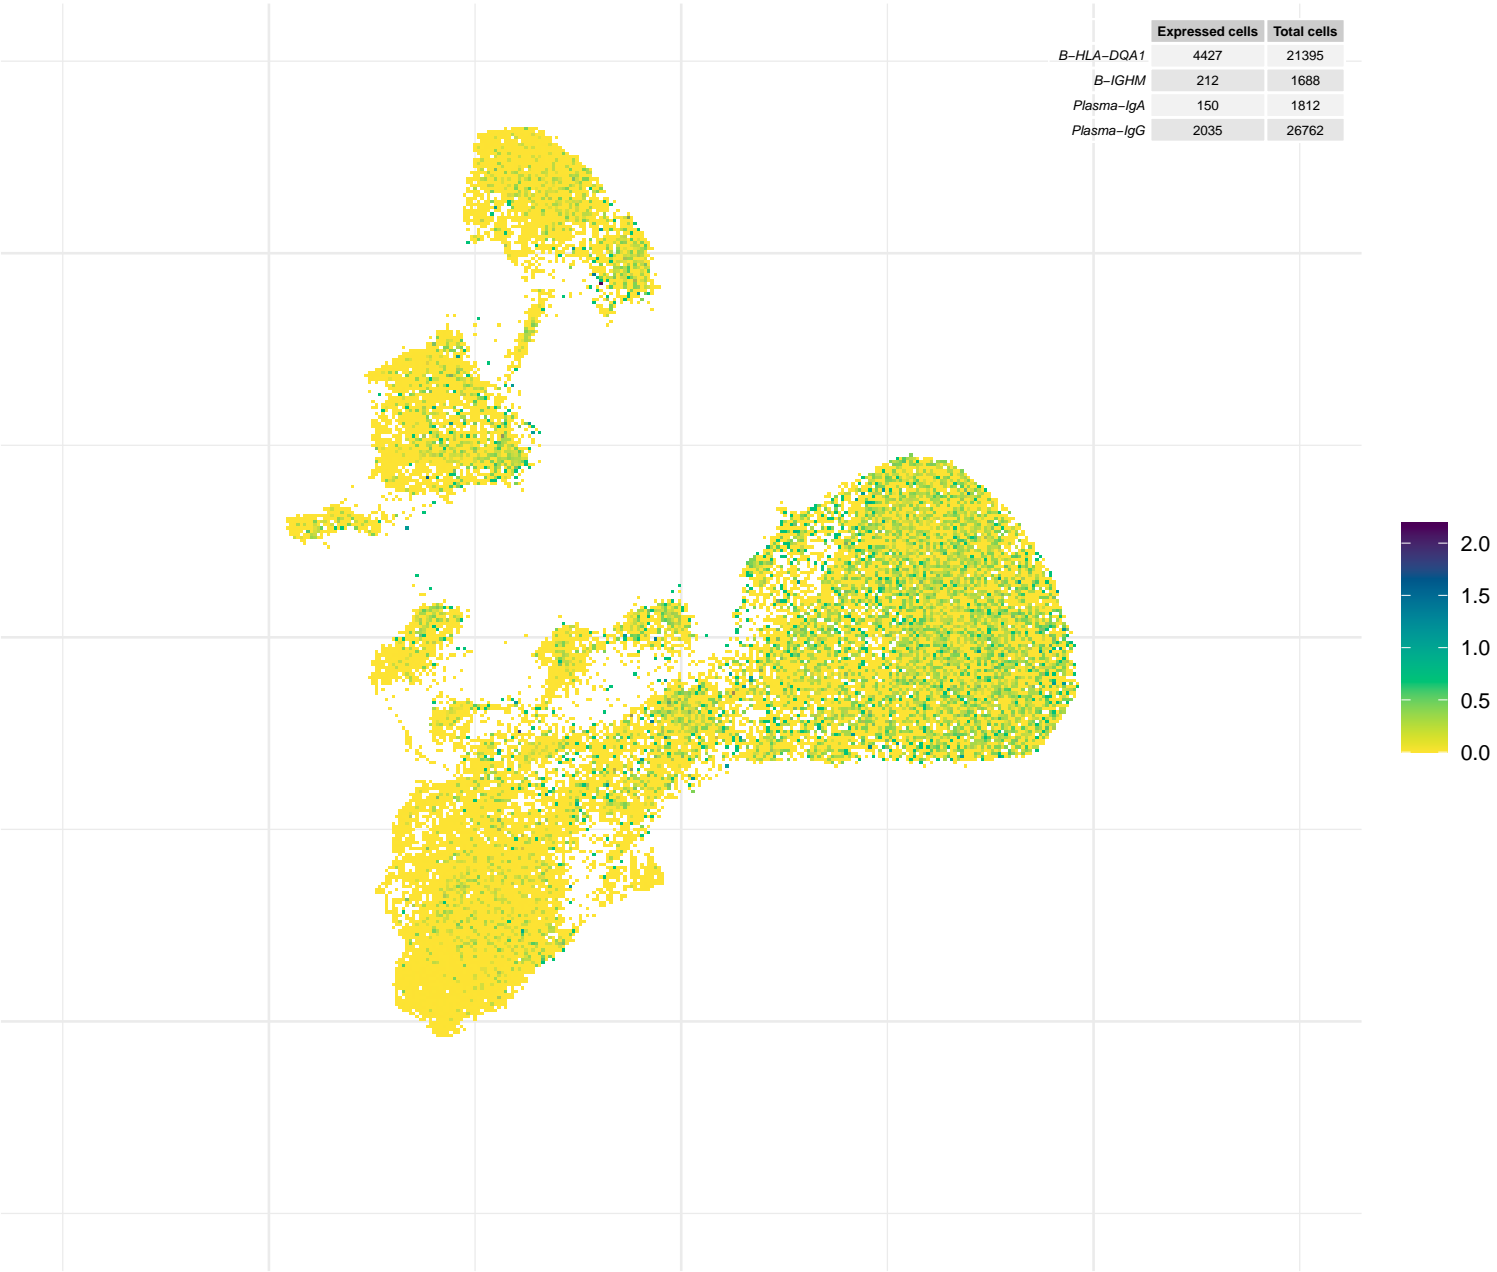 Expressed cells Total cells
B−HLA−DQA1 4427 21395
B−IGHM 212 1688
Plasma−IgA 150 1812
Plasma−IgG 2035 26762
2.0
1.5
1.0
0.5
0.0